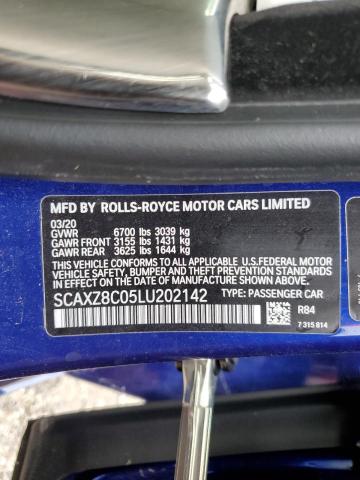 MFD BY ROLLS-ROYCE MOTOR CARS LIMITED
03/20
GVWR 6700 lbs 3039 kg
GAWR FRONT 3155 lbs 1431 kg
GAWR REAR 3625 lbs 1644 kg
THIS VEHICLE CONFORMS TO ALL APPLICABLE U.S.FEDERAL MOTOR
VEHICLE SAFETY, BUMPER, AND THEFT PREVENTION STANDARDS IN
EFFECT ON THE DATE OF MANUFACTURE SHOWN ABOVE.
SCAXZ8C05LU202142 TYPE: PASSENGER CAR
R84
7 315 814